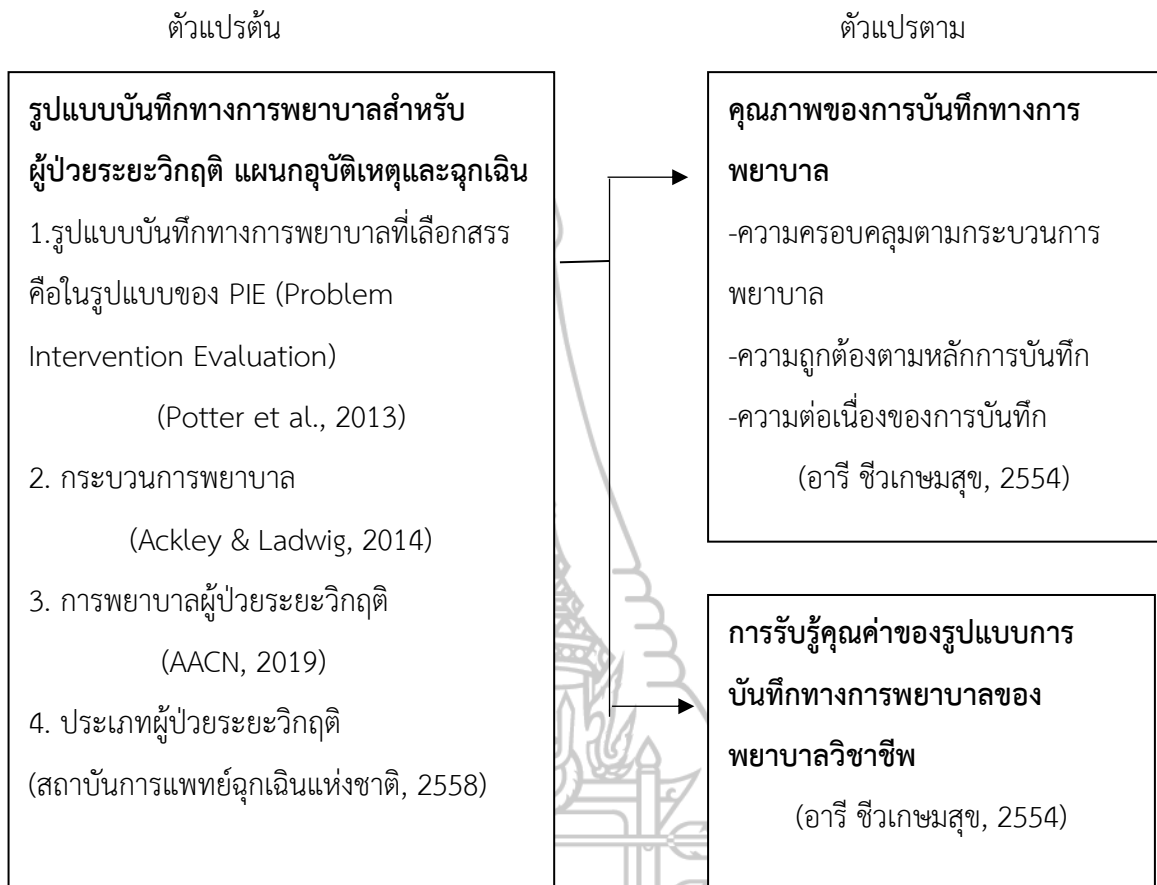 ตัวแปรต้น
รูปแบบบันทึกทางการพยาบาลสำหรับ
ผู้ป่วยระยะวิกฤติ แผนกอุบัติเหตุและฉุกเฉิน
1.รูปแบบบันทึกทางการพยาบาลที่เลือกสรร
คือในรูปแบบของ PIE (Problem
Intervention Evaluation)
(Potter et al., 2013)
2. กระบวนการพยาบาล
(Ackley & Ladwig, 2014)
3. การพยาบาลผู้ป่วยระยะวิกฤติ
(AACN, 2019)
4. ประเภทผู้ป่วยระยะวิกฤติ
(สถาบันการแพทย์ฉุกเฉินแห่งชาติ, 2558)
ตัวแปรตาม
คุณภาพของการบันทึกทางการ
พยาบาล
-ความครอบคลุมตามกระบวนการ
พยาบาล
-ความถูกต้องตามหลักการบันทึก
-ความต่อเนื่องของการบันทึก
(อารี ชีวเกษมสุข, 2554)
การรับรู้คุณค่าของรูปแบบการ
บันทึกทางการพยาบาลของ
พยาบาลวิชาชีพ
(อารี ชีวเกษมสุข, 2554)